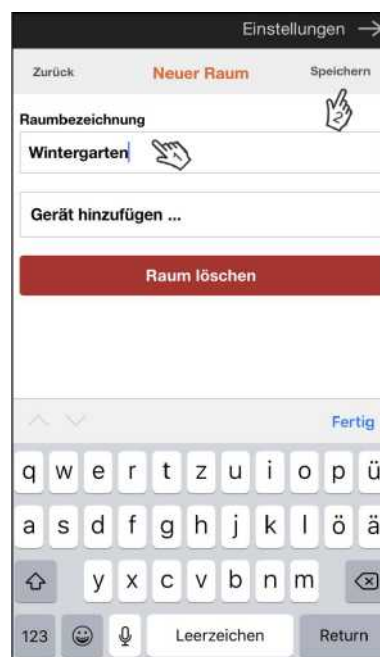 Einstellungen →
Zurück Neuer Raum Speichern
2
Raumbezeichnung
Wintergarten 1
Gerät hinzufügen ...
Raum löschen
Fertig
q w e r t z u i o p ü
a s d f g h j k l ö ä
y x c v b n m
123 Leerzeichen Return